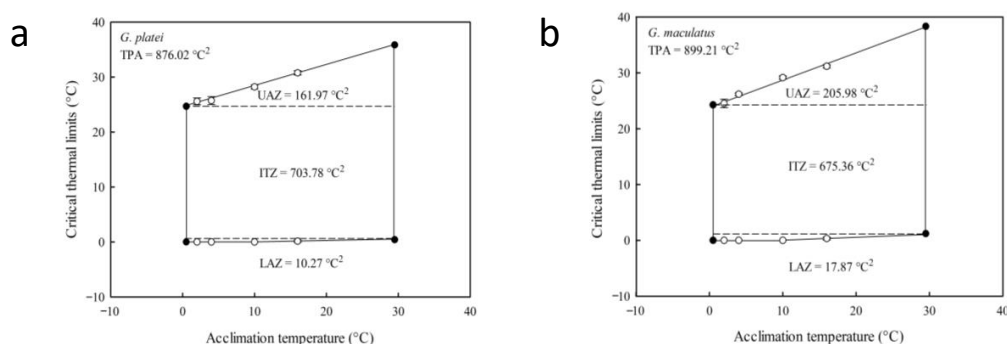 a
G. platei
TPA = 876.02 °C²
UAZ = 161.97 °C²
ITZ = 703.78 °C²
LAZ = 10.27 °C²
Critical thermal limits (°C)
40
30
20
10
0
−10
−10
0
10
20
30
40
Acclimation temperature (°C)
b
G. maculatus
TPA = 899.21 °C²
UAZ = 205.98 °C²
ITZ = 675.36 °C²
LAZ = 17.87 °C²
Critical thermal limits (°C)
40
30
20
10
0
−10
−10
0
10
20
30
40
Acclimation temperature (°C)